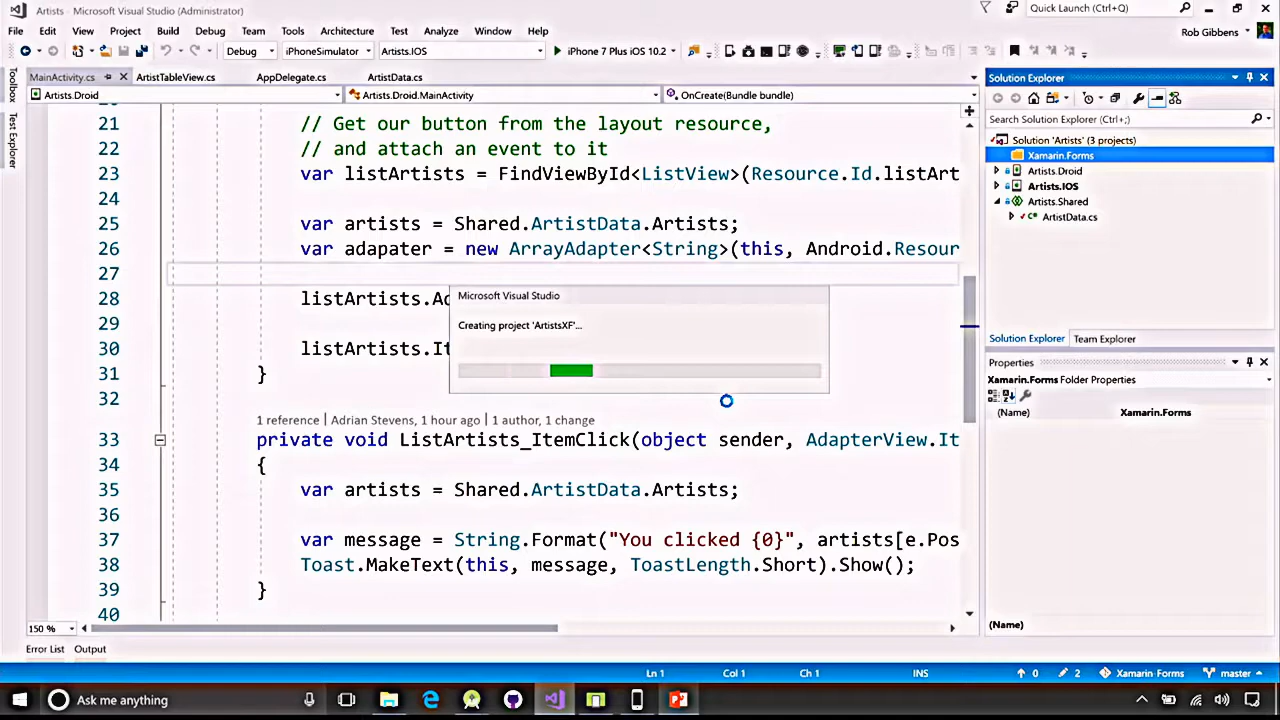 Artists - Microsoft Visual Studio (Administrator)
Quick Launch (Ctrl+Q)
File Edit View Project Build Debug Team Tools Architecture Test Analyze Window Help
Rob Gibbens
Debug iPhoneSimulator Artists.IOS iPhone 7 Plus iOS 10.2
Toolbox
Test Explorer
MainActivity.cs ArtistTableView.cs AppDelegate.cs ArtistData.cs
Artists.Droid Artists.Droid.MainActivity OnCreate(Bundle bundle)
21 // Get our button from the layout resource,
22 // and attach an event to it
23 var listArtists = FindViewById<ListView>(Resource.Id.listArt
24
25 var artists = Shared.ArtistData.Artists;
26 var adapater = new ArrayAdapter<String>(this, Android.Resour
27
28 listArtists.Ad
29
30 listArtists.It
31 }
32
1 reference | Adrian Stevens, 1 hour ago | 1 author, 1 change
33 private void ListArtists_ItemClick(object sender, AdapterView.It
34 {
35 var artists = Shared.ArtistData.Artists;
36
37 var message = String.Format("You clicked {0}", artists[e.Pos
38 Toast.MakeText(this, message, ToastLength.Short).Show();
39 }
40
Microsoft Visual Studio
Creating project 'ArtistsXF'...
150 %
Error List Output
Solution Explorer
Search Solution Explorer (Ctrl+;)
Solution 'Artists' (3 projects)
Xamarin.Forms
Artists.Droid
Artists.IOS
Artists.Shared
C# ArtistData.cs
Solution Explorer Team Explorer
Properties
Xamarin.Forms Folder Properties
(Name) Xamarin.Forms
(Name)
Ln 1 Col 1 Ch 1 INS 0 2 Xamarin-Forms master
Ask me anything